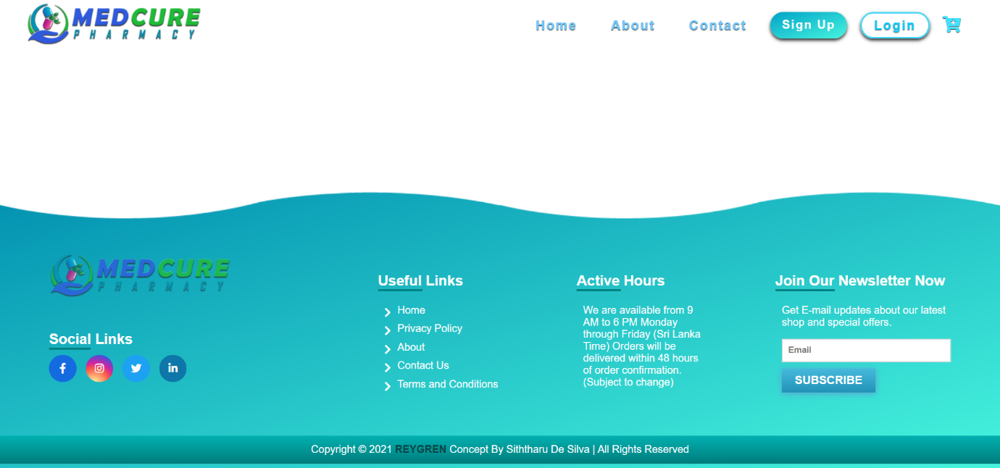 MEDCURE
PHARMACY
Home About Contact Sign Up Login
MEDCURE
PHARMACY
Social Links
Useful Links
Home
Privacy Policy
About
Contact Us
Terms and Conditions
Active Hours
We are available from 9
AM to 6 PM Monday
through Friday (Sri Lanka
Time) Orders will be
delivered within 48 hours
of order confirmation.
(Subject to change)
Join Our Newsletter Now
Get E-mail updates about our latest
shop and special offers.
Email
SUBSCRIBE
Copyright © 2021 REYGREN Concept By Siththaru De Silva | All Rights Reserved